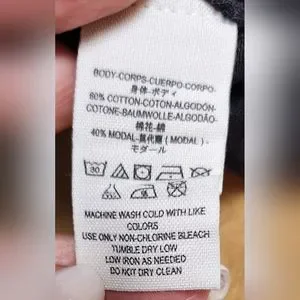 BODY-CORPS-CUERPO-CORPO-
身体-ボディ
60% COTTON-COTON-ALGODÓN-
COTONE-BAUMWOLLE-ALGODÃO-
棉花-綿
40% MODAL-莫代爾 (MODAL)-
モダール
30
MACHINE WASH COLD WITH LIKE
COLORS
USE ONLY NON-CHLORINE BLEACH
TUMBLE DRY LOW
LOW IRON AS NEEDED
DO NOT DRY CLEAN